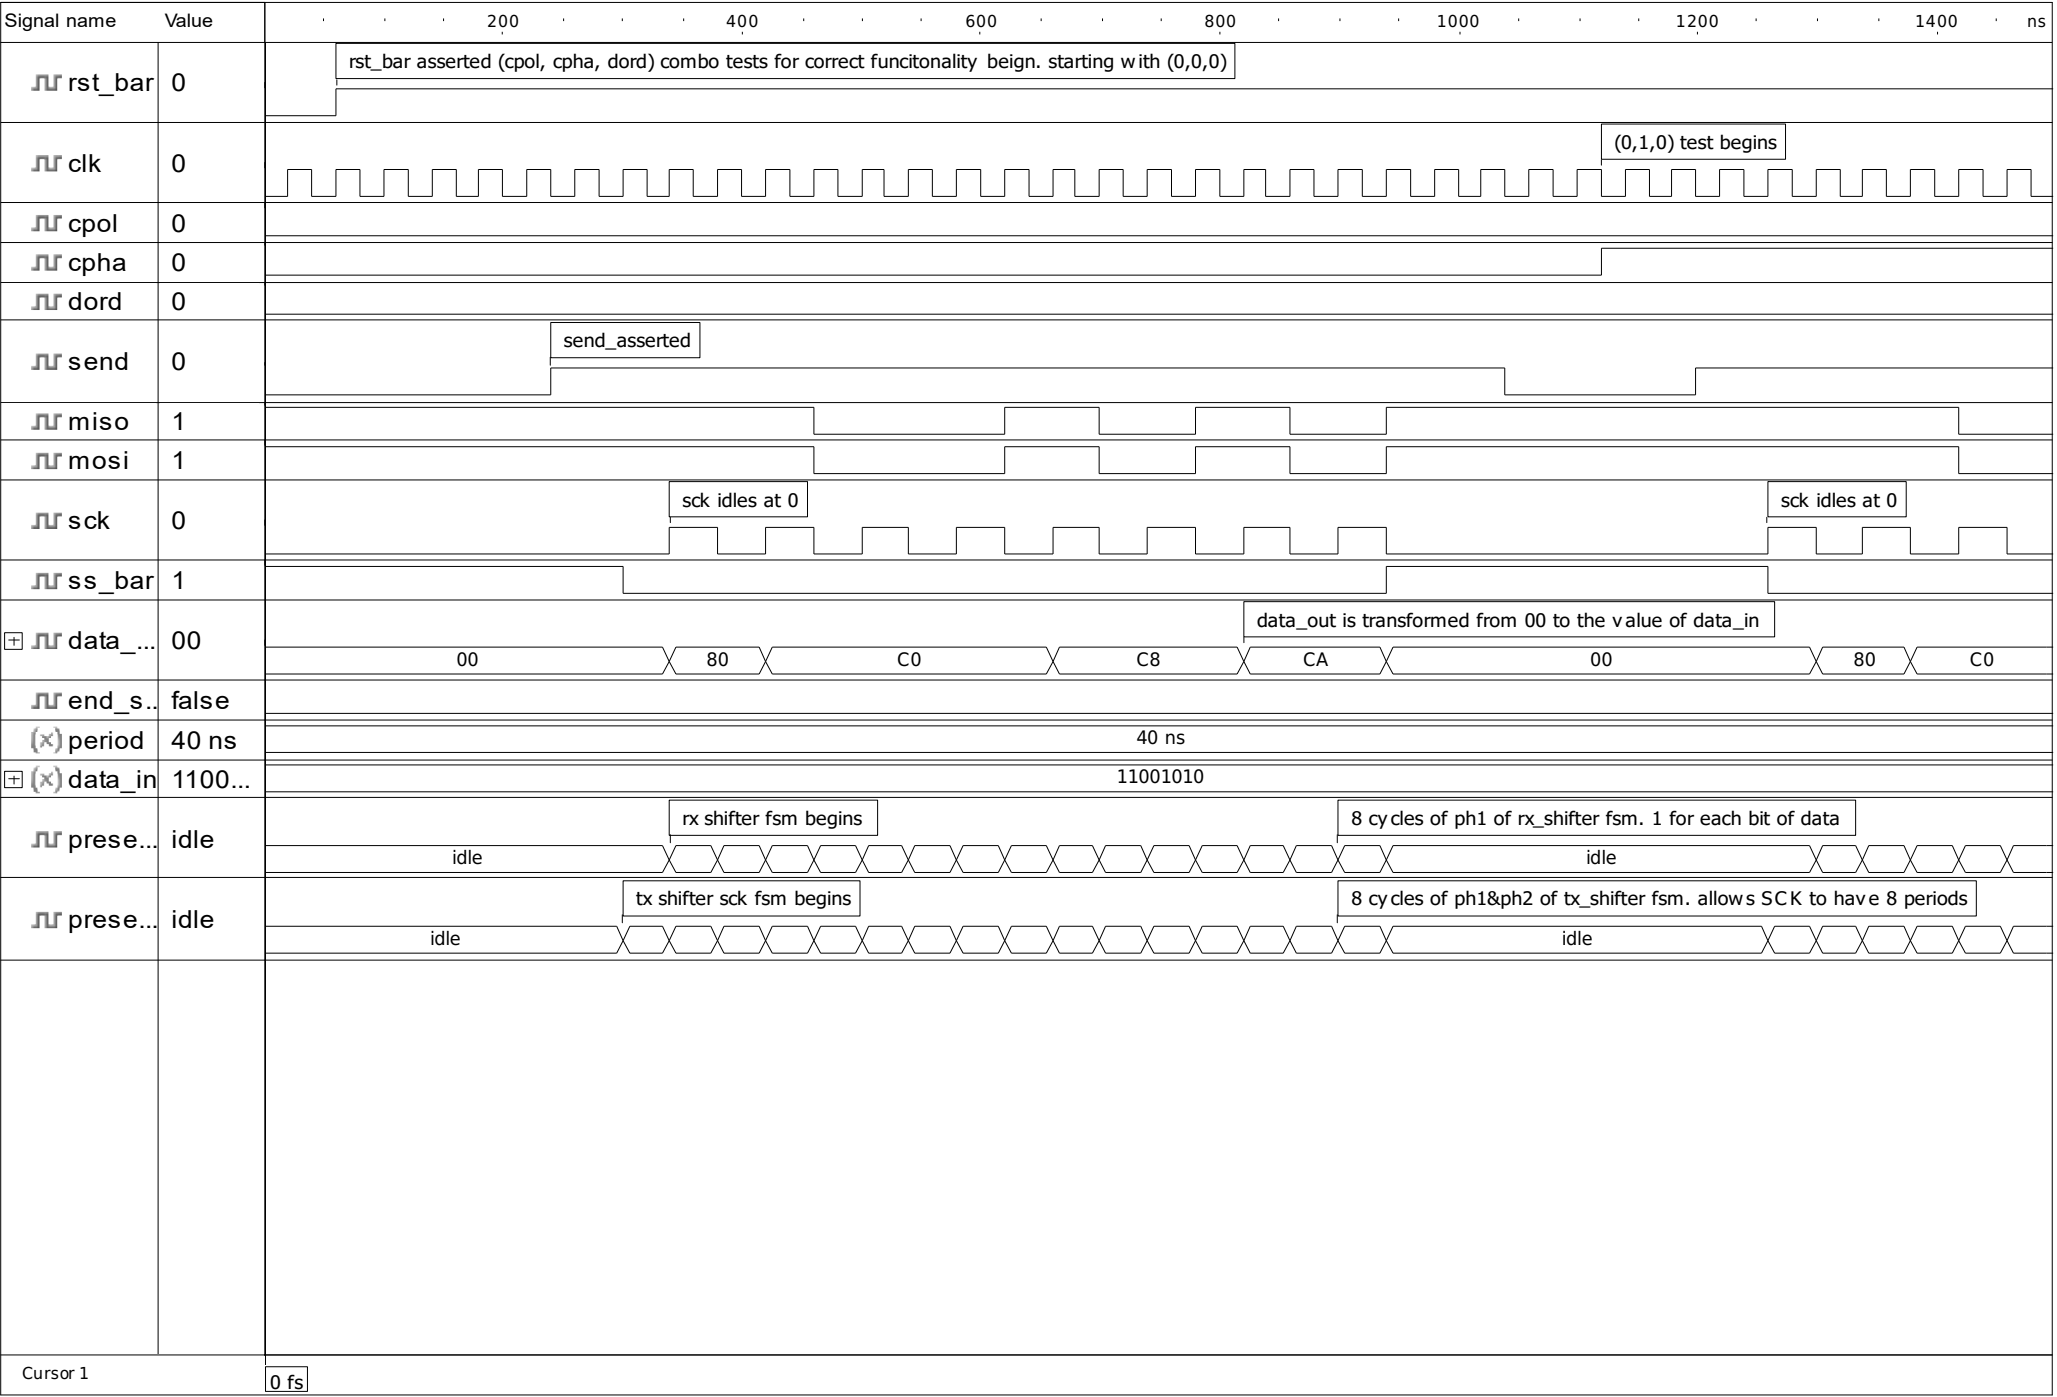 Signal name Value 200 400 600 800 1000 1200 1400 ns
rst_bar asserted (cpol, cpha, dord) combo tests for correct funcitonality beign. starting with (0,0,0)
rst_bar 0
(0,1,0) test begins
clk 0
cpol 0
cpha 0
dord 0
send_asserted
send 0
miso 1
mosi 1
sck idles at 0 sck idles at 0
sck 0
ss_bar 1
data_out is transformed from 00 to the value of data_in
data_... 00 00 80 C0 C8 CA 00 80 C0
end_s.. false
(x) period 40 ns 40 ns
(x) data_in 1100... 11001010
rx shifter fsm begins 8 cycles of ph1 of rx_shifter fsm. 1 for each bit of data
prese... idle idle idle
tx shifter sck fsm begins 8 cycles of ph1&ph2 of tx_shifter fsm. allows SCK to have 8 periods
prese... idle idle idle
Cursor 1 0 fs